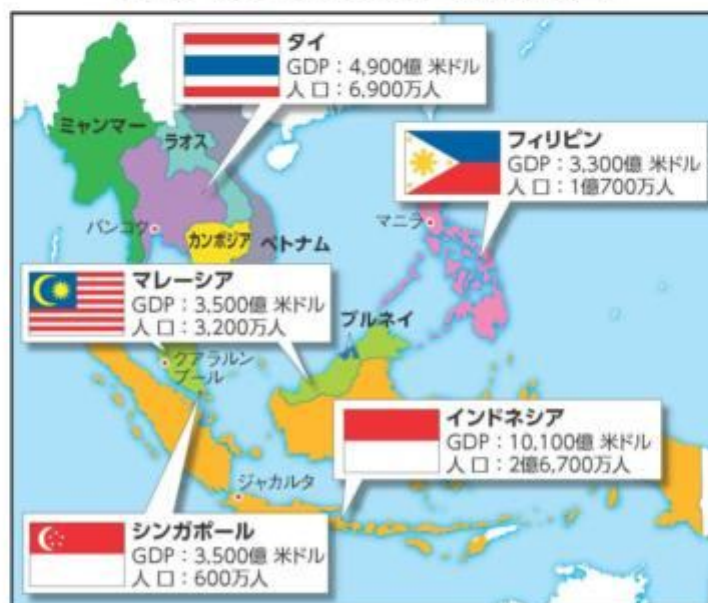 タイ
GDP：4,900億 米ドル
人 口：6,900万人
ミャンマー
ラオス
フィリピン
GDP：3,300億 米ドル
人 口：1億700万人
マニラ
バンコク
カンボジア
ベトナム
マレーシア
GDP：3,500億 米ドル
人 口：3,200万人
ブルネイ
クアラルン
プール
インドネシア
GDP：10,100億 米ドル
人 口：2億6,700万人
ジャカルタ
シンガポール
GDP：3,500億 米ドル
人 口：600万人